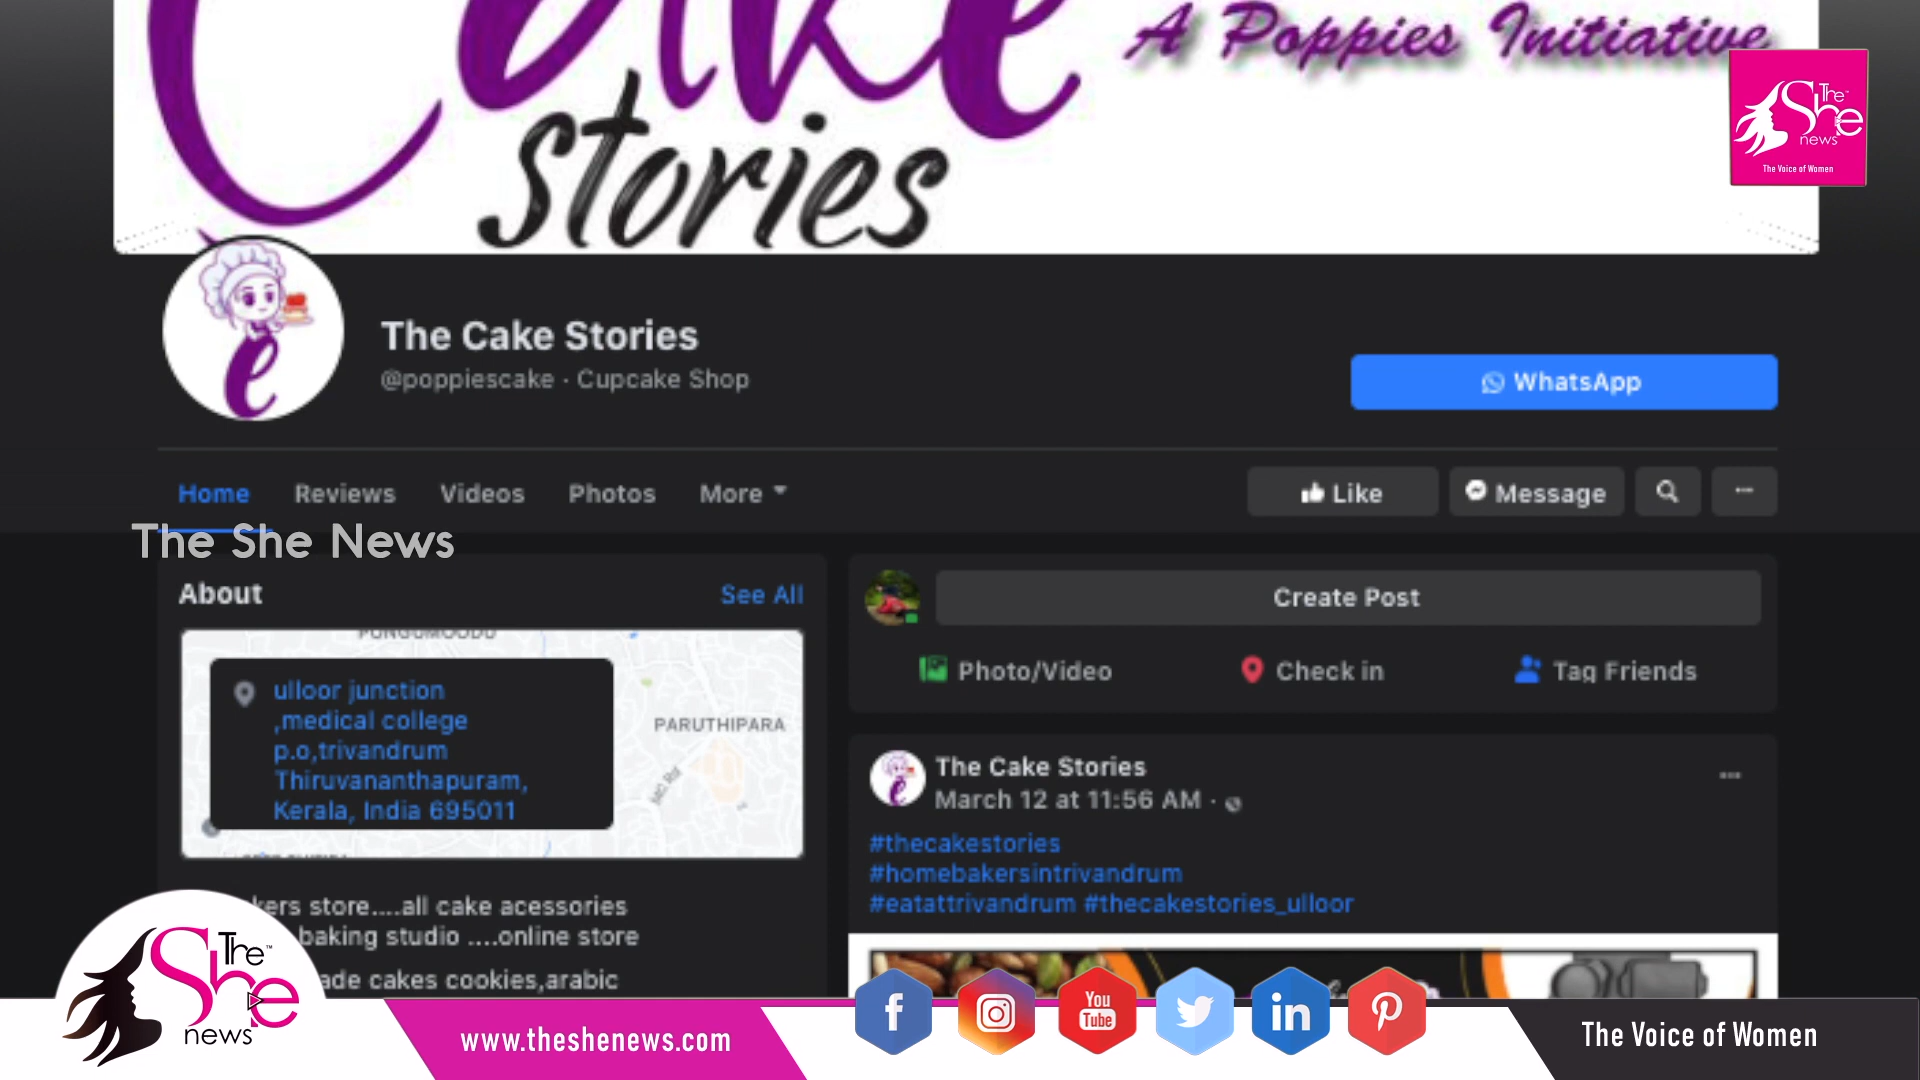 Cake
A Poppies Initiative
Stories
The She news
The Voice of Women
The Cake Stories
@poppiescake · Cupcake Shop
WhatsApp
Home Reviews Videos Photos More
Like Message
The She News
About See All
Create Post
PONGUMOODU
Photo/Video Check in Tag Friends
ulloor junction
,medical college
p.o,trivandrum
Thiruvananthapuram,
Kerala, India 695011
PARUTHIPARA
MC Rd
The Cake Stories
March 12 at 11:56 AM ·
#thecakestories
#homebakersintrivandrum
#eatattrivandrum #thecakestories_ulloor
store....all cake acessories
baking studio ....online store
cakes cookies,arabic
The She news
www.theshenews.com
f
You Tube
in
The Voice of Women